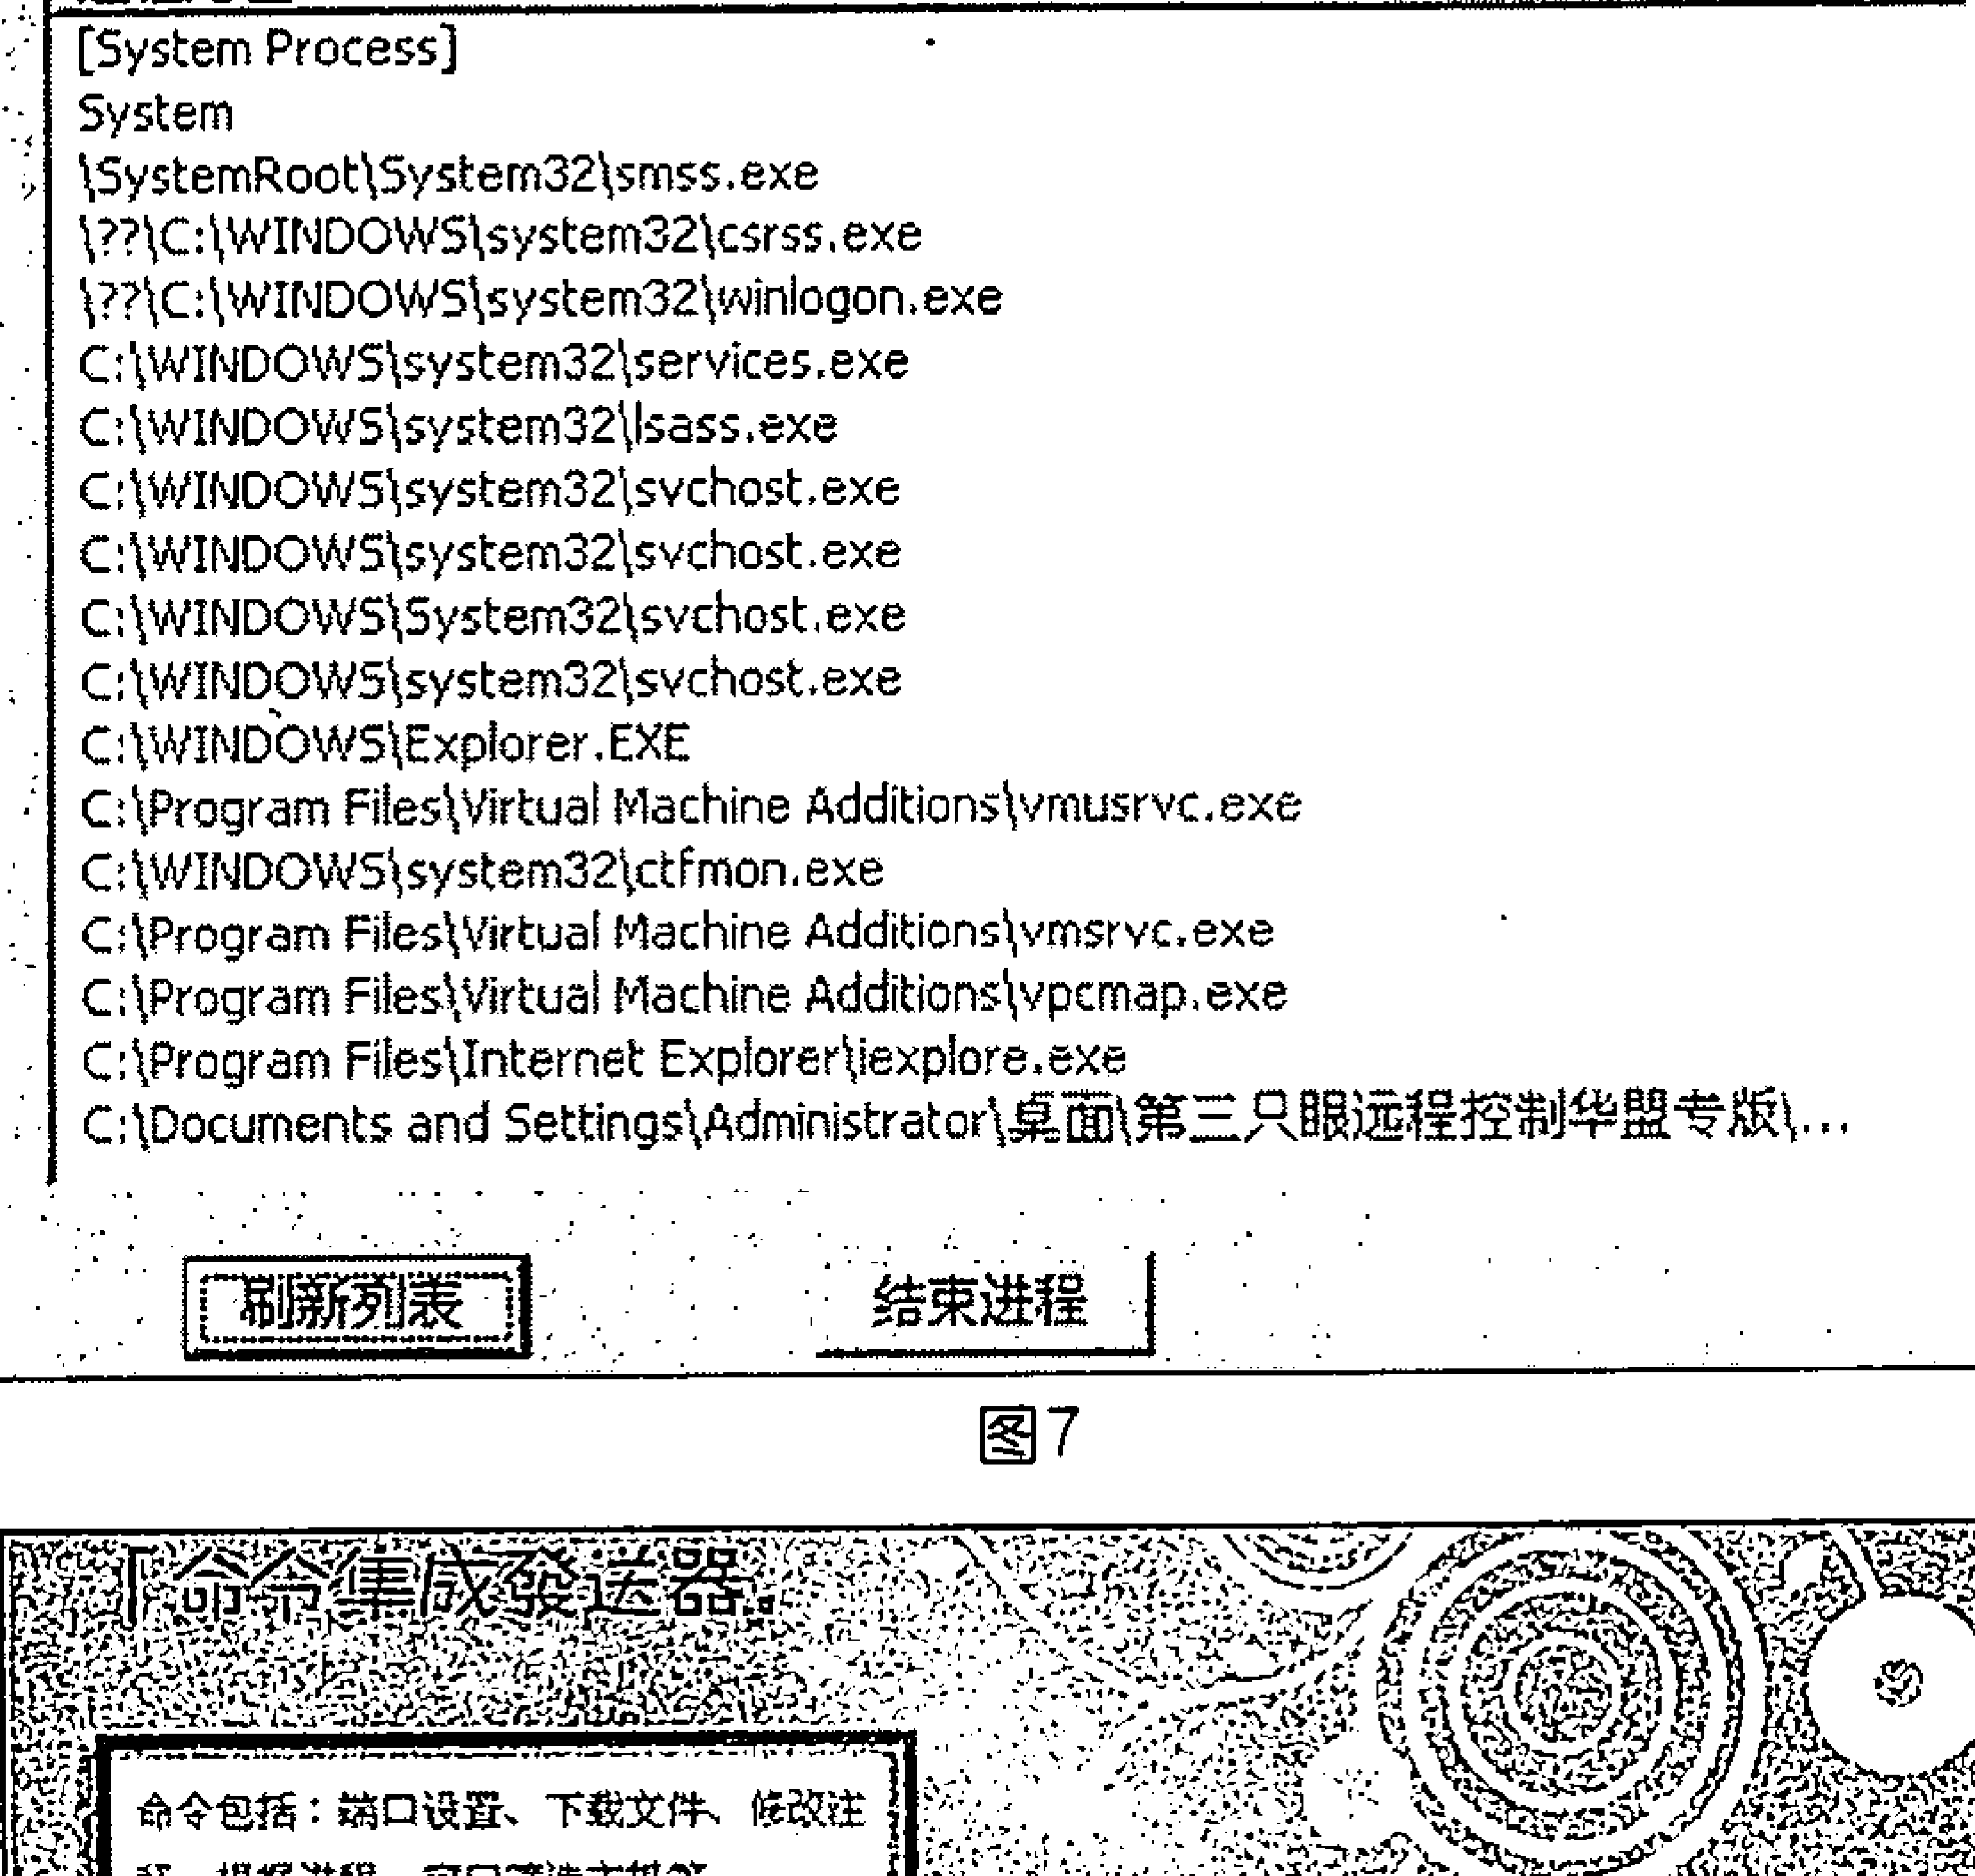 [System Process]
System
\SystemRoot\System32\smss.exe
\??\C:\WINDOWS\system32\csrss.exe
\??\C:\WINDOWS\system32\winlogon.exe
C:\WINDOWS\system32\services.exe
C:\WINDOWS\system32\lsass.exe
C:\WINDOWS\system32\svchost.exe
C:\WINDOWS\system32\svchost.exe
C:\WINDOWS\System32\svchost.exe
C:\WINDOWS\system32\svchost.exe
C:\WINDOWS\Explorer.EXE
C:\Program Files\Virtual Machine Additions\vmusrvc.exe
C:\WINDOWS\system32\ctfmon.exe
C:\Program Files\Virtual Machine Additions\vmsrvc.exe
C:\Program Files\Virtual Machine Additions\vpcmap.exe
C:\Program Files\Internet Explorer\iexplore.exe
C:\Documents and Settings\Administrator\桌面\第三只眼远程控制华盟专版\...
刷新列表 结束进程
图7
「命令集成發送器」
命令包括：端口设置、下载文件、修改注